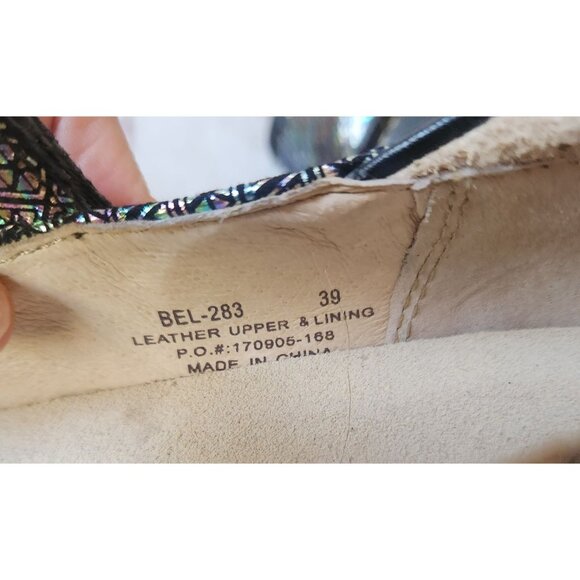 BEL-283 39
LEATHER UPPER & LINING
P.O.#:170905-168
MADE IN CHINA